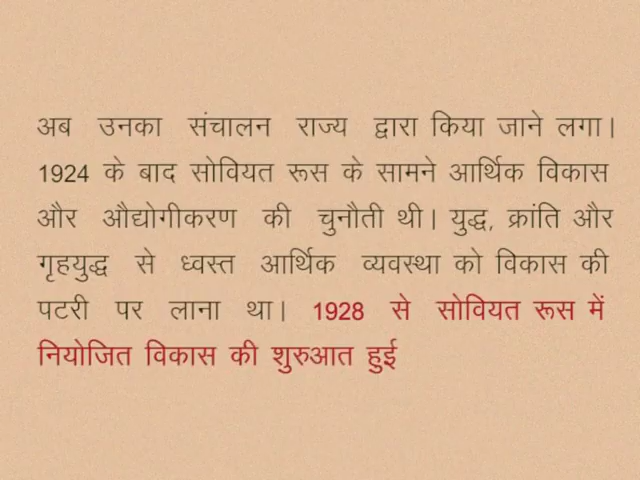 अब उनका संचालन राज्य द्वारा किया जाने लगा।
1924 के बाद सोवियत रूस के सामने आर्थिक विकास
और औद्योगीकरण की चुनौती थी। युद्ध, क्रांति और
गृहयुद्ध से ध्वस्त आर्थिक व्यवस्था को विकास की
पटरी पर लाना था। 1928 से सोवियत रूस में
नियोजित विकास की शुरुआत हुई